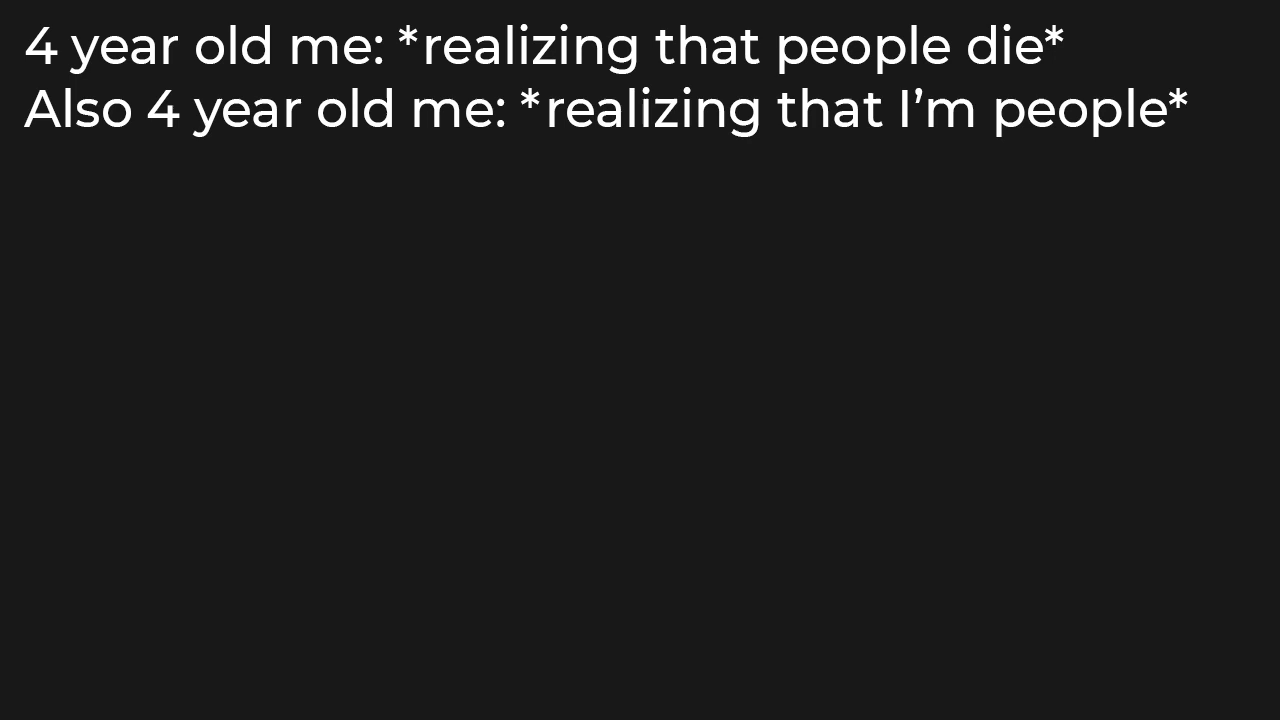 4 year old me: *realizing that people die*
Also 4 year old me: *realizing that I’m people*